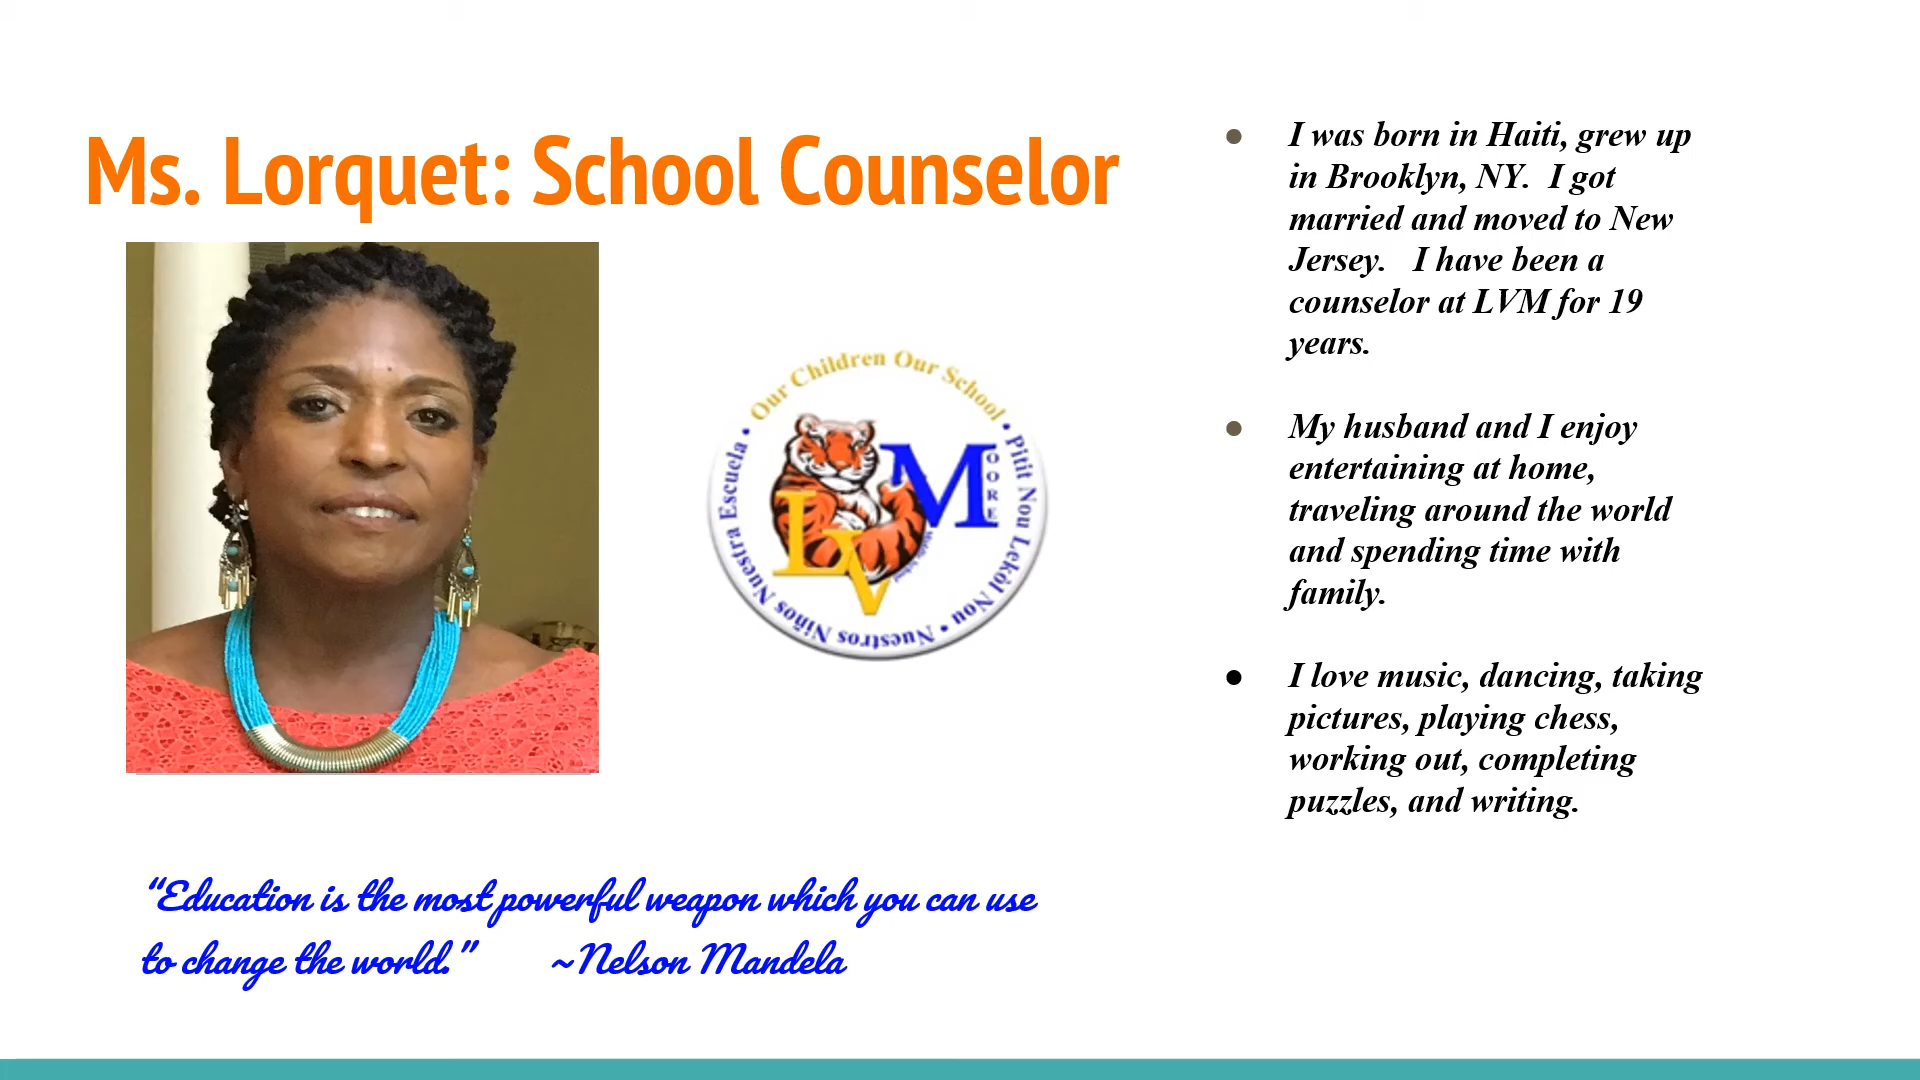 Ms. Lorquet: School Counselor
Our Children Our School • Pitit Nou Lekòl Nou • Nuestros Niños Nuestra Escuela •
LV
MOORE
"Education is the most powerful weapon which you can use
to change the world." ~Nelson Mandela
● I was born in Haiti, grew up
in Brooklyn, NY. I got
married and moved to New
Jersey. I have been a
counselor at LVM for 19
years.
● My husband and I enjoy
entertaining at home,
traveling around the world
and spending time with
family.
● I love music, dancing, taking
pictures, playing chess,
working out, completing
puzzles, and writing.